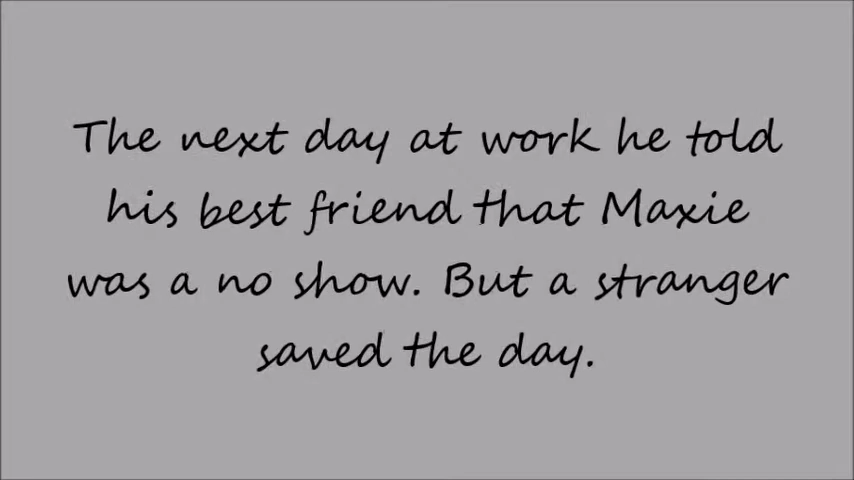 The next day at work he told
his best friend that Maxie
was a no show. But a stranger
saved the day.